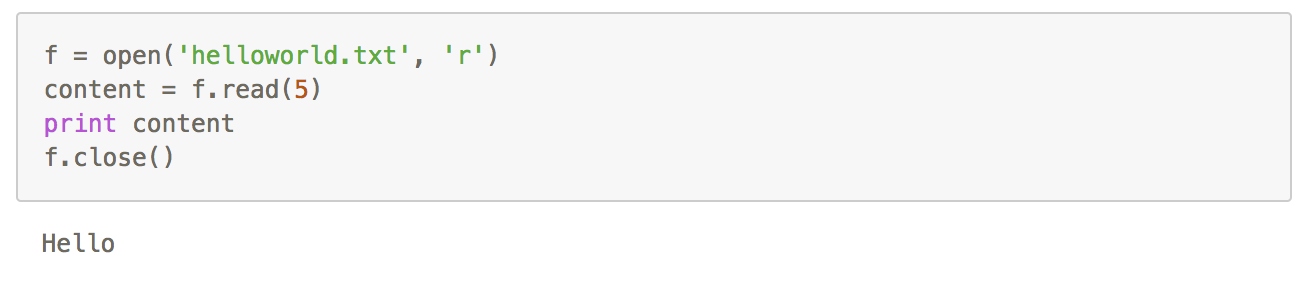 f = open('helloworld.txt', 'r')
content = f.read(5)
print content
f.close()
Hello